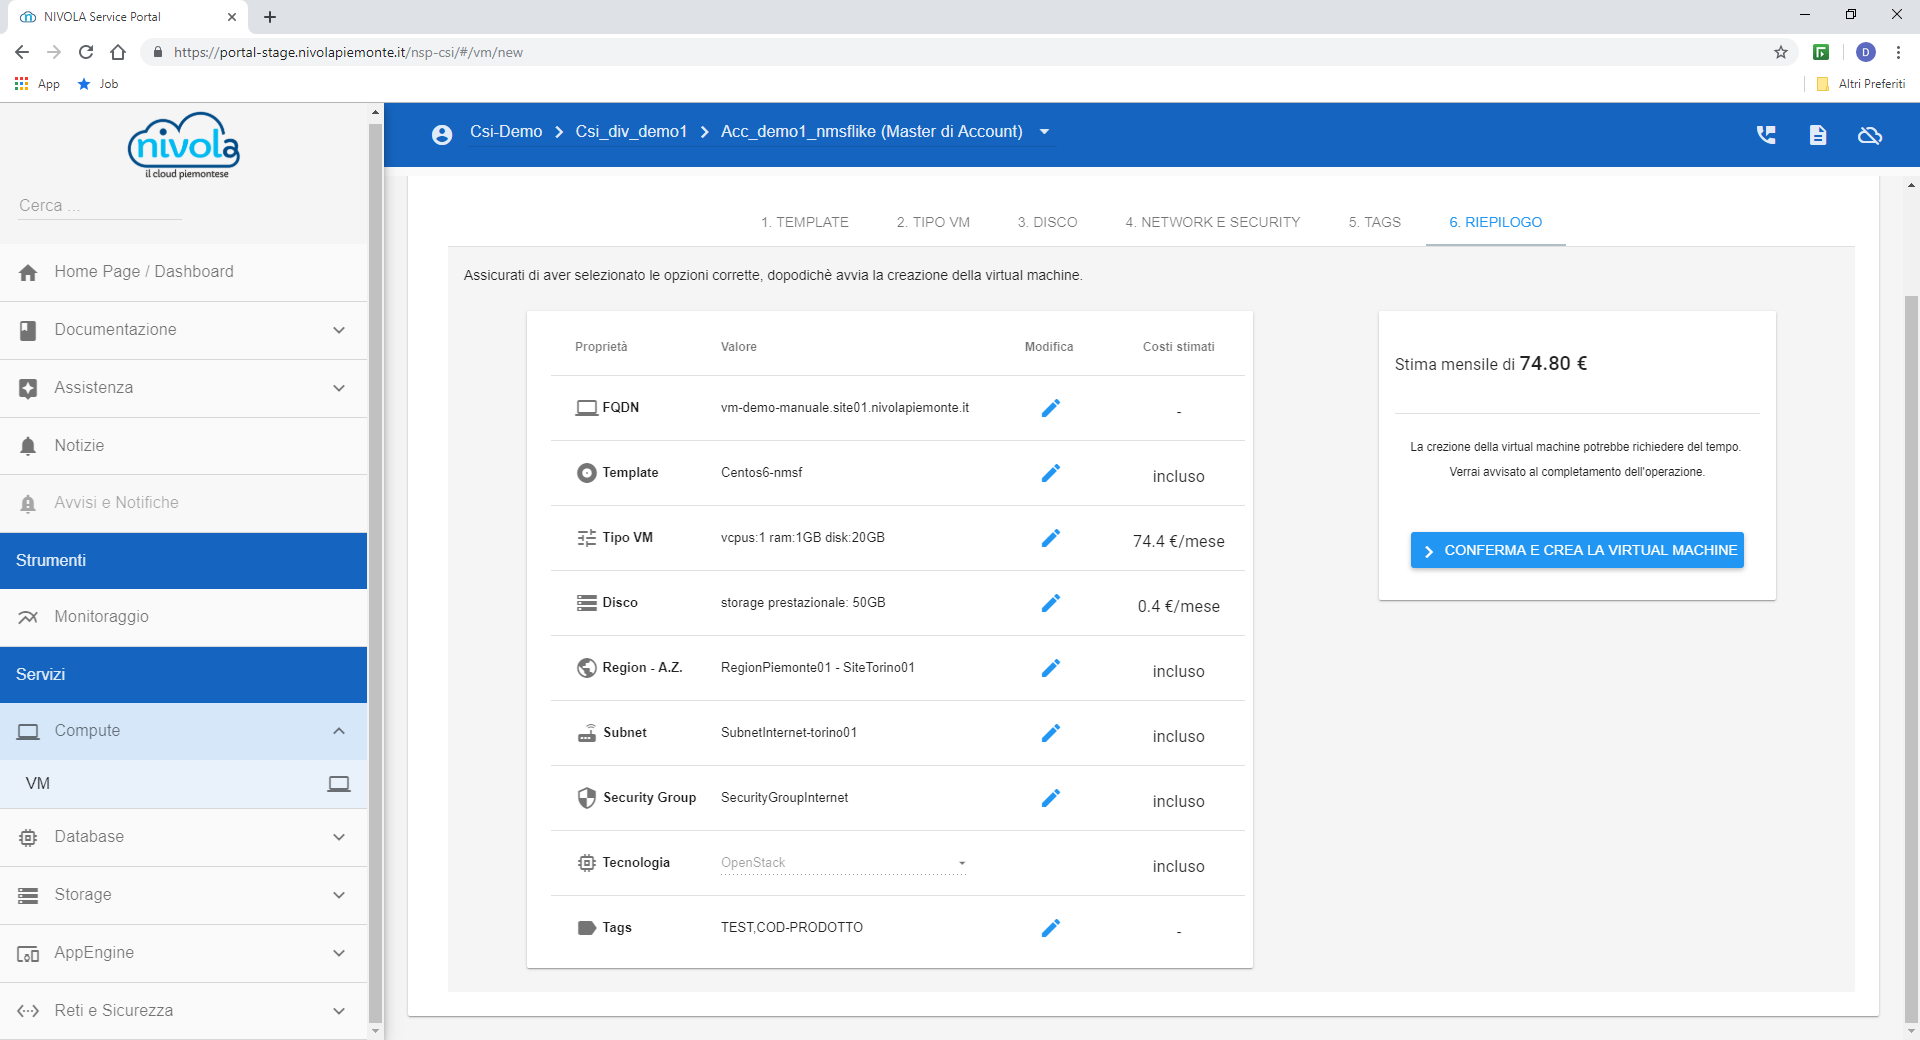 NIVOLA Service Portal
https://portal-stage.nivolapiemonte.it/nsp-csi/#/vm/new
D
App
Job
Altri Preferiti
nivola
il cloud piemontese
Cerca ...
Home Page / Dashboard
Documentazione
Assistenza
Notizie
Avvisi e Notifiche
Strumenti
Monitoraggio
Servizi
Compute
VM
Database
Storage
AppEngine
Reti e Sicurezza
Csi-Demo
Csi_div_demo1
Acc_demo1_nmsflike (Master di Account)
1. TEMPLATE
2. TIPO VM
3. DISCO
4. NETWORK E SECURITY
5. TAGS
6. RIEPILOGO
Assicurati di aver selezionato le opzioni corrette, dopodichè avvia la creazione della virtual machine.
Proprietà Valore Modifica Costi stimati
FQDN vm-demo-manuale.site01.nivolapiemonte.it -
Template Centos6-nmsf incluso
Tipo VM vcpus:1 ram:1GB disk:20GB 74.4 €/mese
Disco storage prestazionale: 50GB 0.4 €/mese
Region - A.Z. RegionPiemonte01 - SiteTorino01 incluso
Subnet SubnetInternet-torino01 incluso
Security Group SecurityGroupInternet incluso
Tecnologia OpenStack incluso
Tags TEST,COD-PRODOTTO -
Stima mensile di 74.80 €
La crezione della virtual machine potrebbe richiedere del tempo.
Verrai avvisato al completamento dell'operazione.
CONFERMA E CREA LA VIRTUAL MACHINE